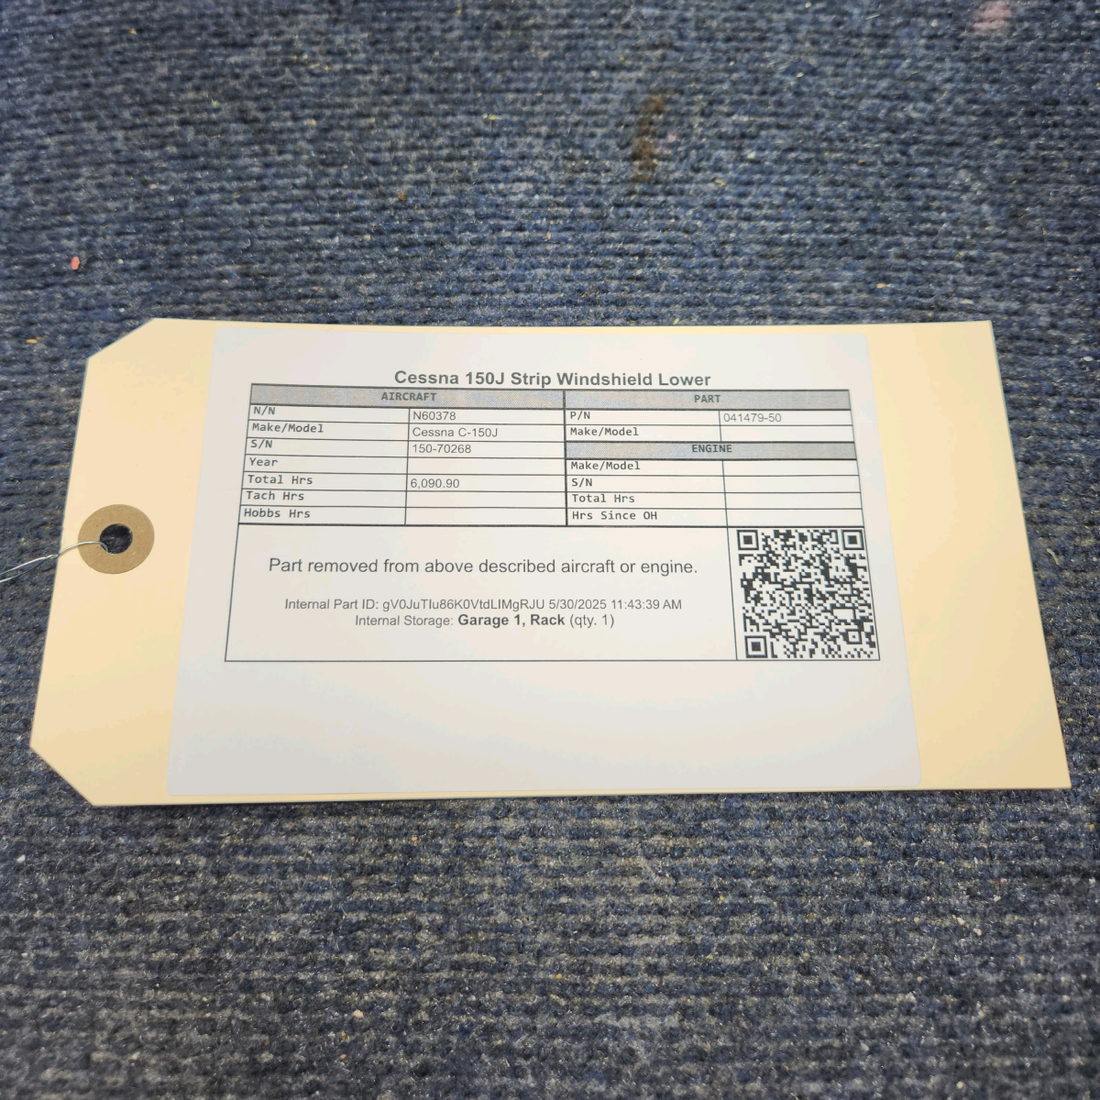 Cessna 150J Strip Windshield Lower
AIRCRAFT PART
N/N N60378 P/N 041479-50
Make/Model Cessna C-150J Make/Model
S/N 150-70268 ENGINE
Year Make/Model
Total Hrs 6,090.90 S/N
Tach Hrs Total Hrs
Hobbs Hrs Hrs Since OH
Part removed from above described aircraft or engine.
Internal Part ID: gV0JuTIu86K0VtdLIMgRJU 5/30/2025 11:43:39 AM
Internal Storage: Garage 1, Rack (qty. 1)